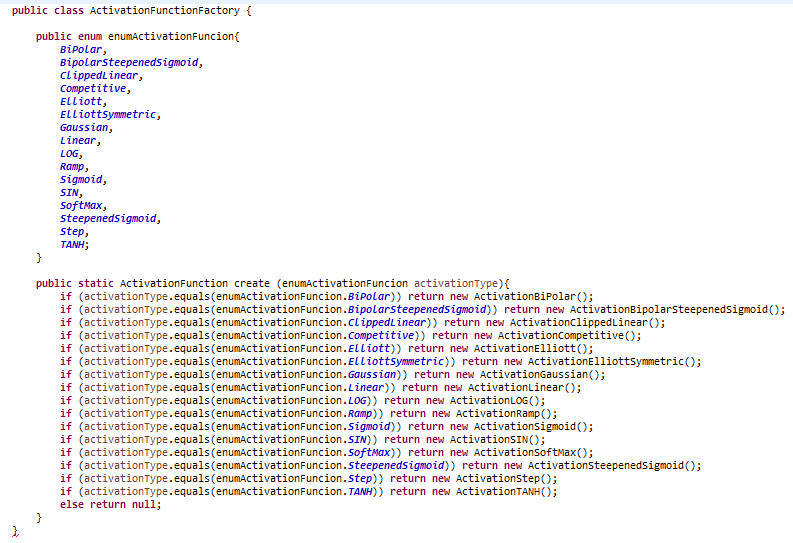 public class ActivationFunctionFactory {
public enum enumActivationFuncion{
BiPolar,
BipolarSteepenedSigmoid,
ClippedLinear,
Competitive,
Elliott,
ElliottSymmetric,
Gaussian,
Linear,
LOG,
Ramp,
Sigmoid,
SIN,
SoftMax,
SteepenedSigmoid,
Step,
TANH;
}
public static ActivationFunction create (enumActivationFuncion activationType){
if (activationType.equals(enumActivationFuncion.BiPolar)) return new ActivationBiPolar();
if (activationType.equals(enumActivationFuncion.BipolarSteepenedSigmoid)) return new ActivationBipolarSteepenedSigmoid();
if (activationType.equals(enumActivationFuncion.ClippedLinear)) return new ActivationClippedLinear();
if (activationType.equals(enumActivationFuncion.Competitive)) return new ActivationCompetitive();
if (activationType.equals(enumActivationFuncion.Elliott)) return new ActivationElliott();
if (activationType.equals(enumActivationFuncion.ElliottSymmetric)) return new ActivationElliottSymmetric();
if (activationType.equals(enumActivationFuncion.Gaussian)) return new ActivationGaussian();
if (activationType.equals(enumActivationFuncion.Linear)) return new ActivationLinear();
if (activationType.equals(enumActivationFuncion.LOG)) return new ActivationLOG();
if (activationType.equals(enumActivationFuncion.Ramp)) return new ActivationRamp();
if (activationType.equals(enumActivationFuncion.Sigmoid)) return new ActivationSigmoid();
if (activationType.equals(enumActivationFuncion.SIN)) return new ActivationSIN();
if (activationType.equals(enumActivationFuncion.SoftMax)) return new ActivationSoftMax();
if (activationType.equals(enumActivationFuncion.SteepenedSigmoid)) return new ActivationSteepenedSigmoid();
if (activationType.equals(enumActivationFuncion.Step)) return new ActivationStep();
if (activationType.equals(enumActivationFuncion.TANH)) return new ActivationTANH();
else return null;
}
}